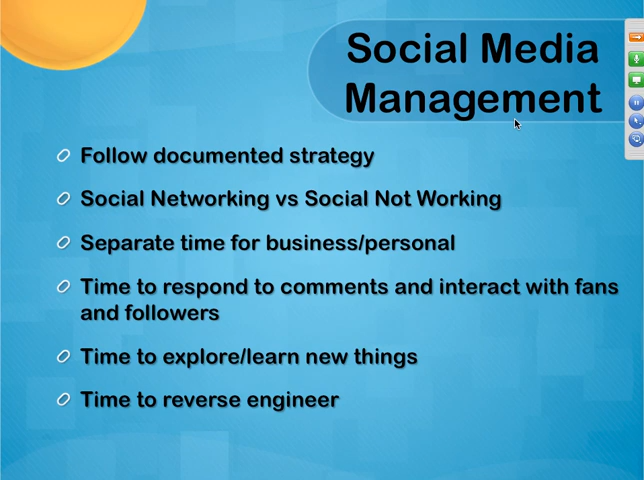 Social Media
Management
Follow documented strategy
Social Networking vs Social Not Working
Separate time for business/personal
Time to respond to comments and interact with fans
and followers
Time to explore/learn new things
Time to reverse engineer